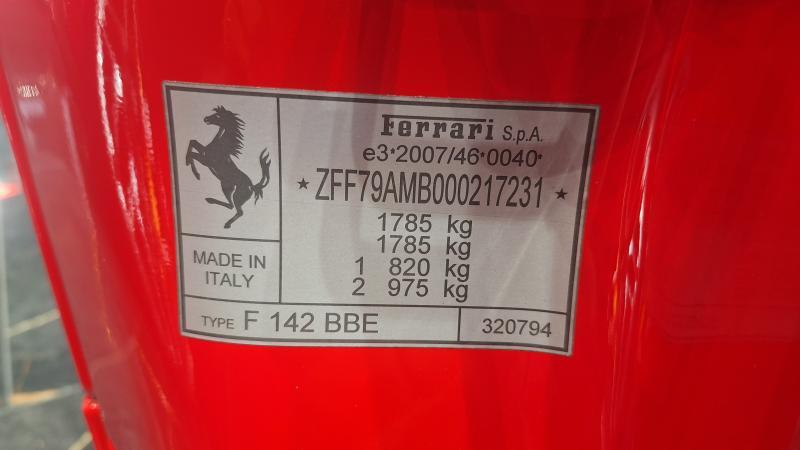 Ferrari S.p.A.
e3*2007/46*0040*
★ ZFF79AMB000217231 ★
1785 kg
1785 kg
1 820 kg
2 975 kg
MADE IN
ITALY
TYPE F 142 BBE
320794